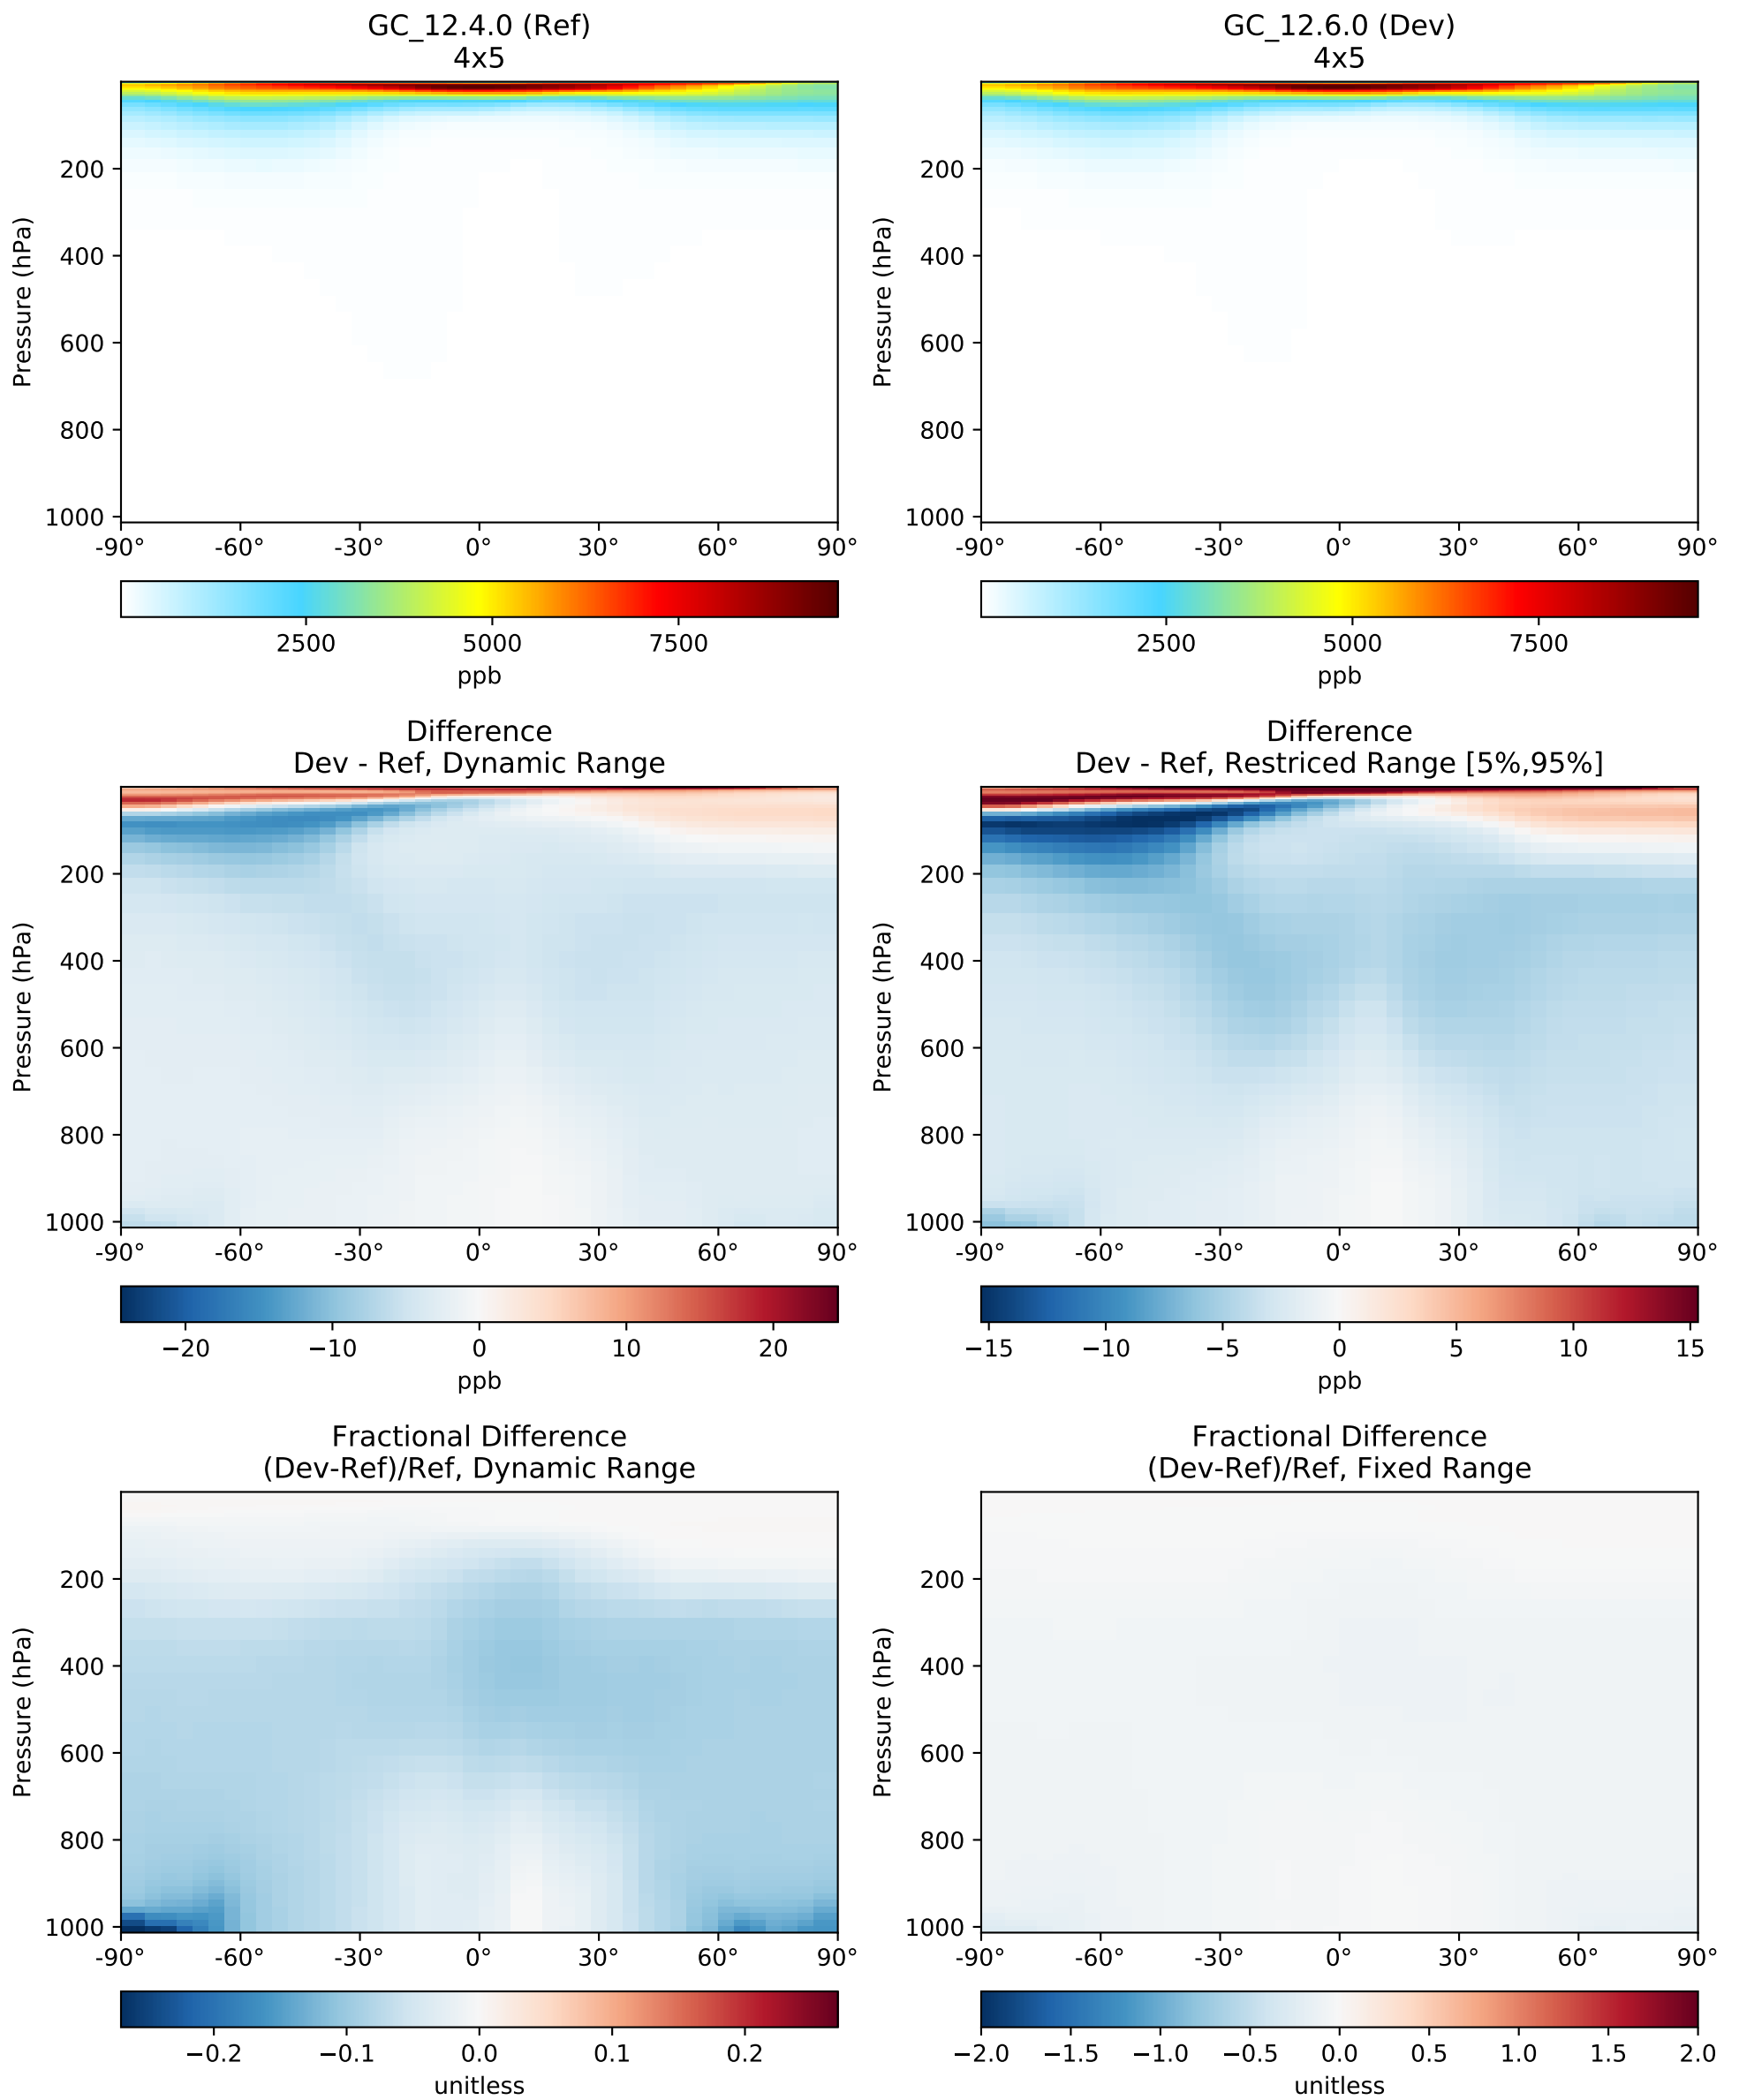 GC_12.4.0 (Ref)
4x5
GC_12.6.0 (Dev)
4x5
Pressure (hPa)
200
400
600
800
1000
-90° -60° -30° 0° 30° 60° 90°
2500 5000 7500
ppb
Pressure (hPa)
200
400
600
800
1000
-90° -60° -30° 0° 30° 60° 90°
2500 5000 7500
ppb
Difference
Dev - Ref, Dynamic Range
Pressure (hPa)
200
400
600
800
1000
-90° -60° -30° 0° 30° 60° 90°
−20 −10 0 10 20
ppb
Difference
Dev - Ref, Restriced Range [5%,95%]
Pressure (hPa)
200
400
600
800
1000
-90° -60° -30° 0° 30° 60° 90°
−15 −10 −5 0 5 10 15
ppb
Fractional Difference
(Dev-Ref)/Ref, Dynamic Range
Pressure (hPa)
200
400
600
800
1000
-90° -60° -30° 0° 30° 60° 90°
−0.2 −0.1 0.0 0.1 0.2
unitless
Fractional Difference
(Dev-Ref)/Ref, Fixed Range
Pressure (hPa)
200
400
600
800
1000
-90° -60° -30° 0° 30° 60° 90°
−2.0 −1.5 −1.0 −0.5 0.0 0.5 1.0 1.5 2.0
unitless